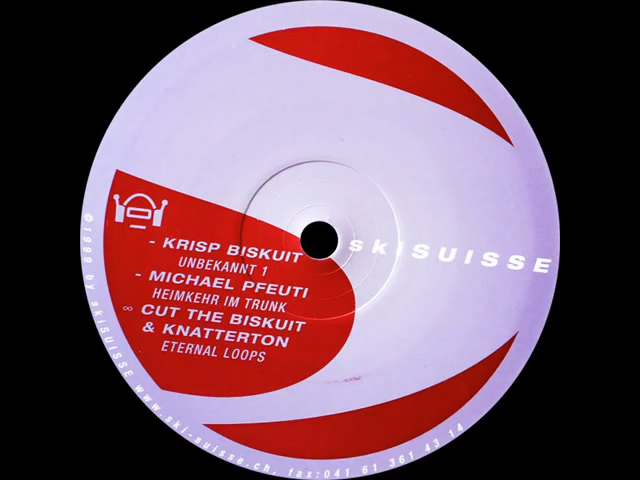 skiSUISSE
- KRISP BISKUIT
UNBEKANNT 1
- MICHAEL PFEUTI
HEIMKEHR IM TRUNK
∞ CUT THE BISKUIT
& KNATTERTON
ETERNAL LOOPS
©1999 by skiSUISSE www.ski-suisse.ch, fax:041 61 361 43 14